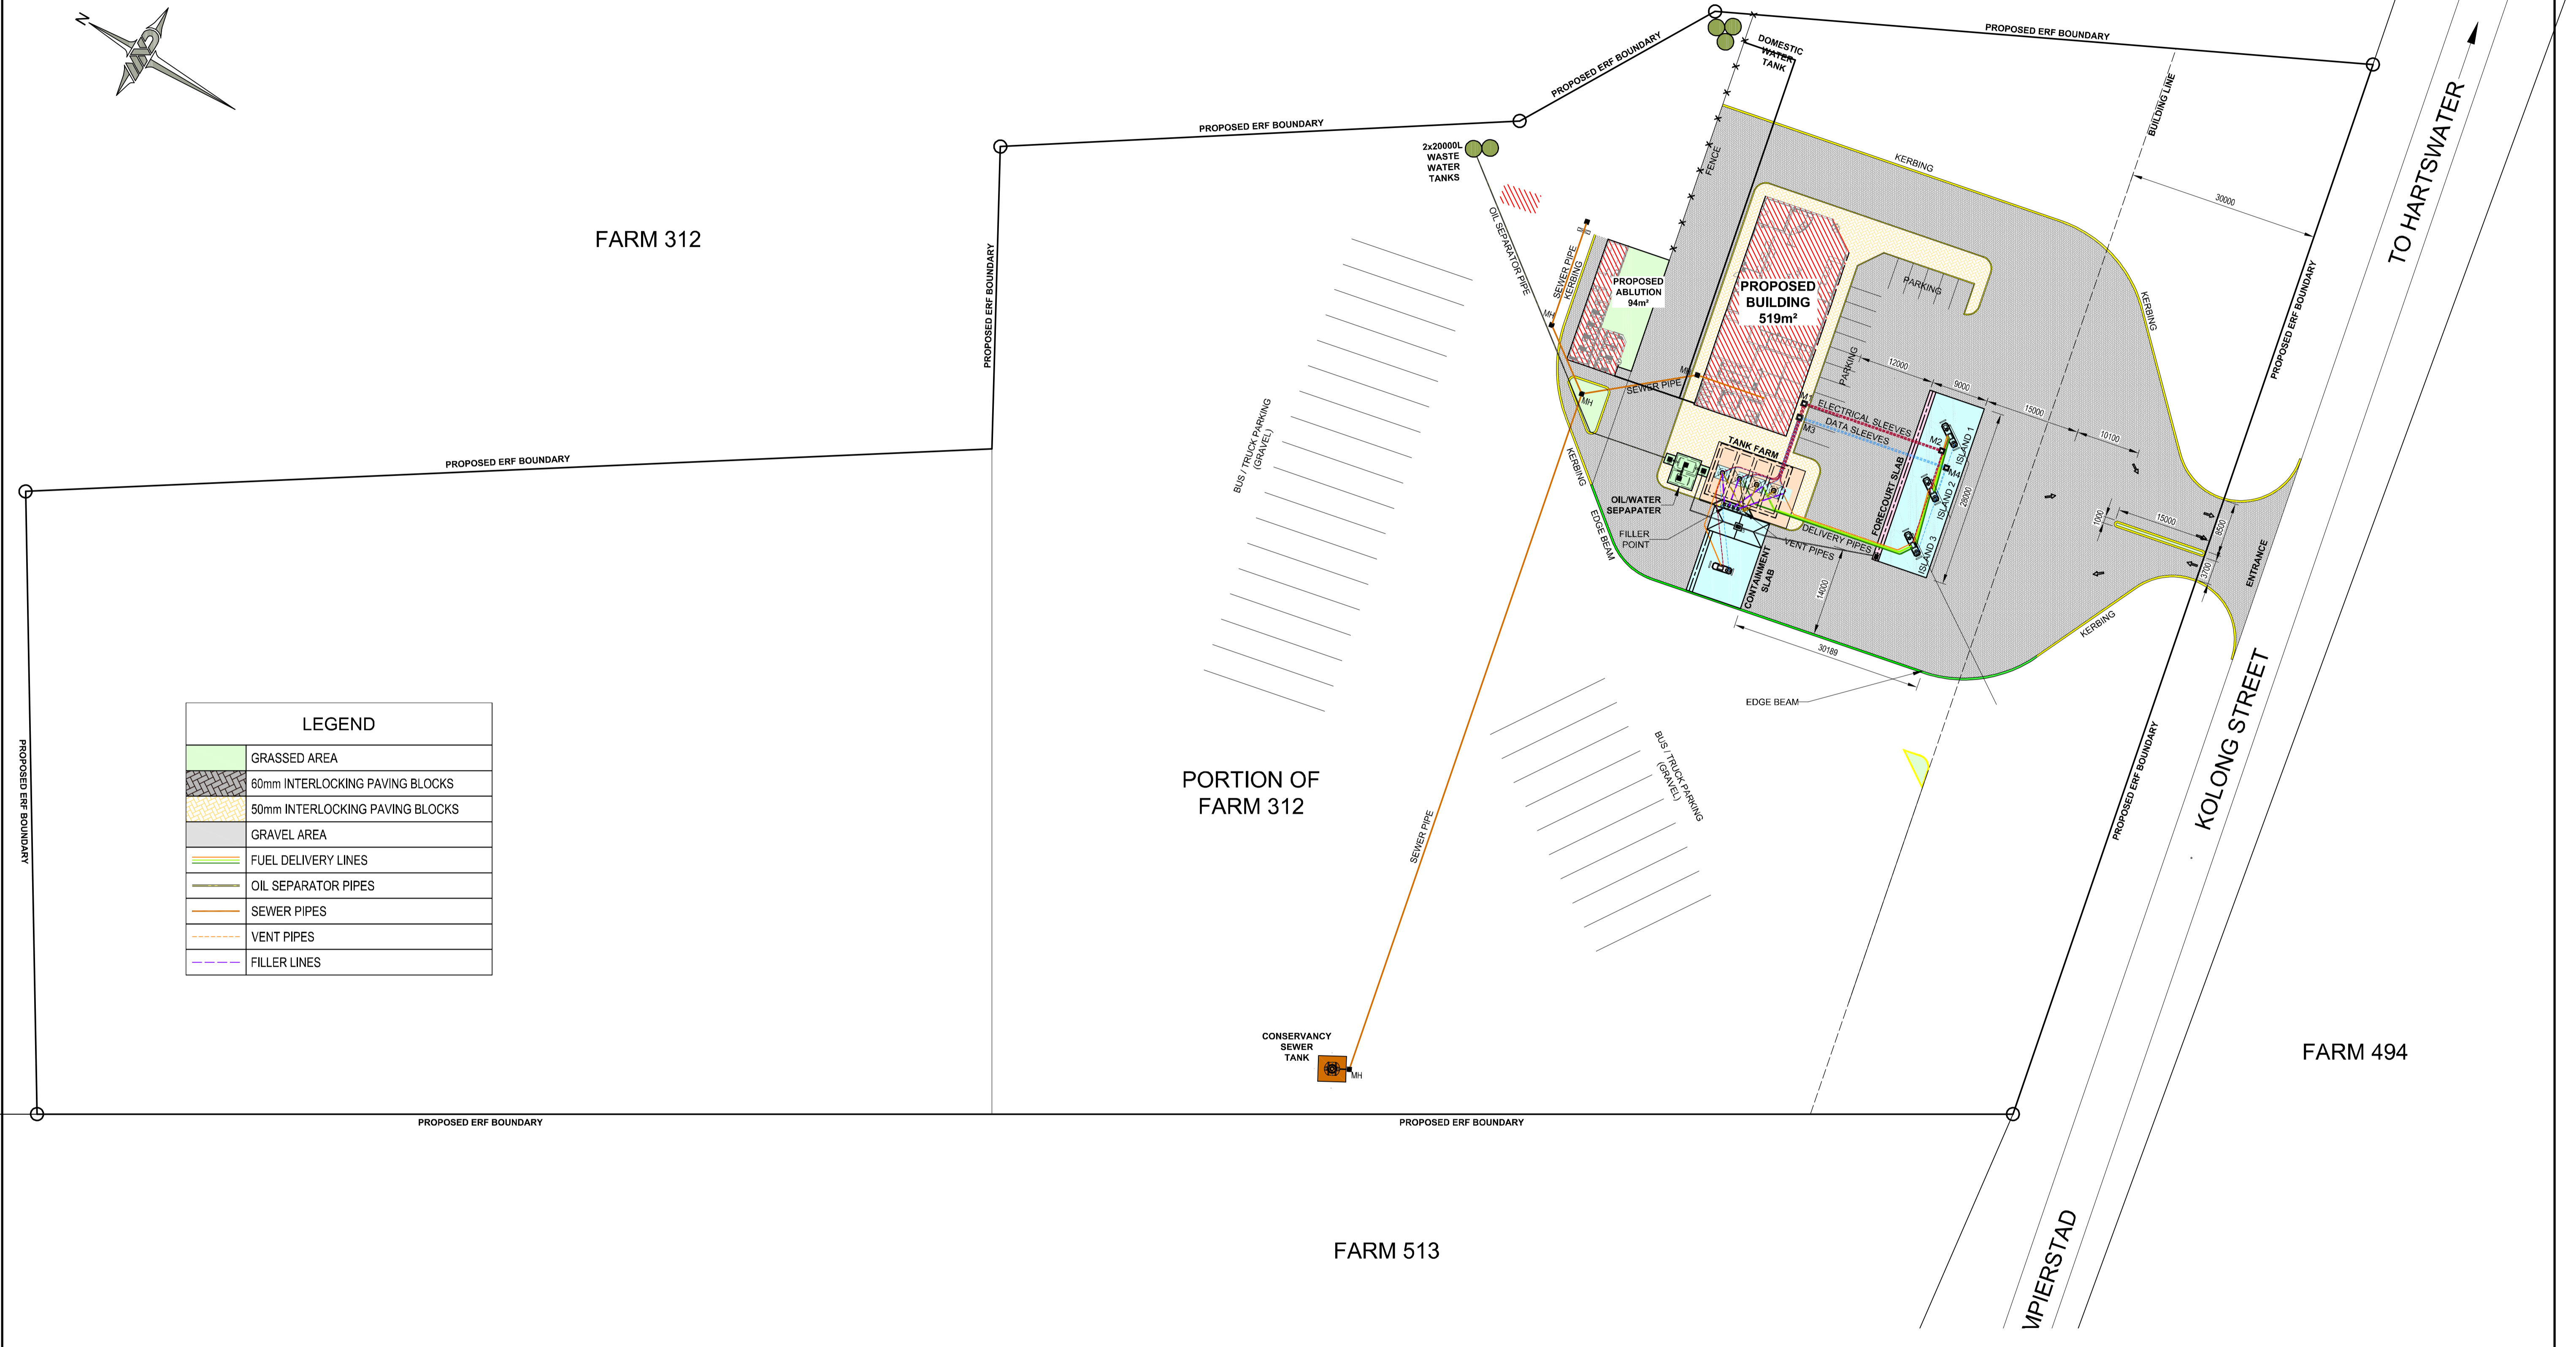 N
PROPOSED ERF BOUNDARY
PROPOSED ERF BOUNDARY
PROPOSED ERF BOUNDARY
PROPOSED ERF BOUNDARY
PROPOSED ERF BOUNDARY
PROPOSED ERF BOUNDARY
PROPOSED ERF BOUNDARY
PROPOSED ERF BOUNDARY
PROPOSED ERF BOUNDARY
PROPOSED ERF BOUNDARY
DOMESTIC
WATER
TANK
BUILDING LINE
30000
TO HARTSWATER
FARM 312
2x20000L
WASTE
WATER
TANKS
FENCE
KERBING
KERBING
OIL SEPARATOR PIPE
SEWER PIPE
KERBING
MH
PROPOSED
ABLUTION
94m²
PROPOSED
BUILDING
519m²
PARKING
PARKING
12000
9000
15000
10100
MH
SEWER PIPE
MH
M1
M3
ELECTRICAL SLEEVES
DATA SLEEVES
M2
M4
ISLAND 1
ISLAND 2
ISLAND 3
28000
FORECOURT SLAB
TANK FARM
KERBING
EDGE BEAM
OIL/WATER
SEPAPATER
FILLER
POINT
DELIVERY PIPES
VENT PIPES
CONTAINMENT
SLAB
14000
30189
1000
15000
8500
3700
ENTRANCE
KERBING
EDGE BEAM
BUS / TRUCK PARKING
(GRAVEL)
BUS / TRUCK PARKING
(GRAVEL)
PORTION OF
FARM 312
SEWER PIPE
KOLONG STREET
LEGEND
GRASSED AREA
60mm INTERLOCKING PAVING BLOCKS
50mm INTERLOCKING PAVING BLOCKS
GRAVEL AREA
FUEL DELIVERY LINES
OIL SEPARATOR PIPES
SEWER PIPES
VENT PIPES
FILLER LINES
CONSERVANCY
SEWER
TANK
MH
FARM 494
FARM 513
MPIERSTAD